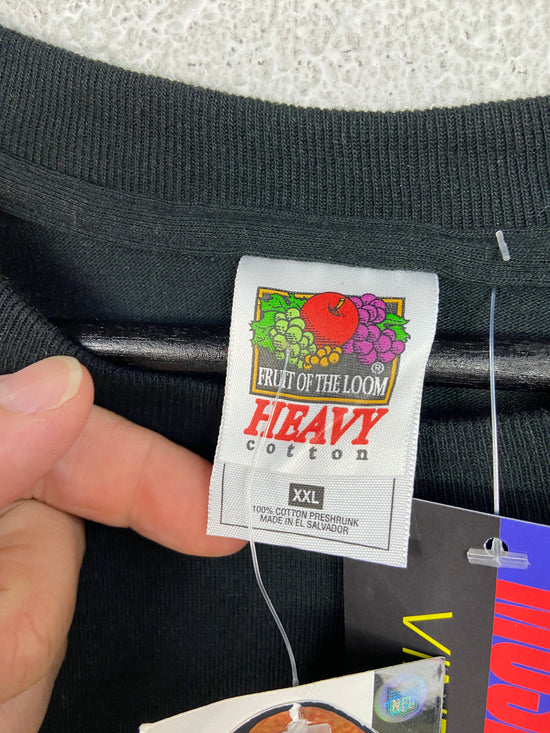 FRUIT OF THE LOOM
®
HEAVY
cotton
XXL
100% COTTON PRESHRUNK
MADE IN EL SALVADOR